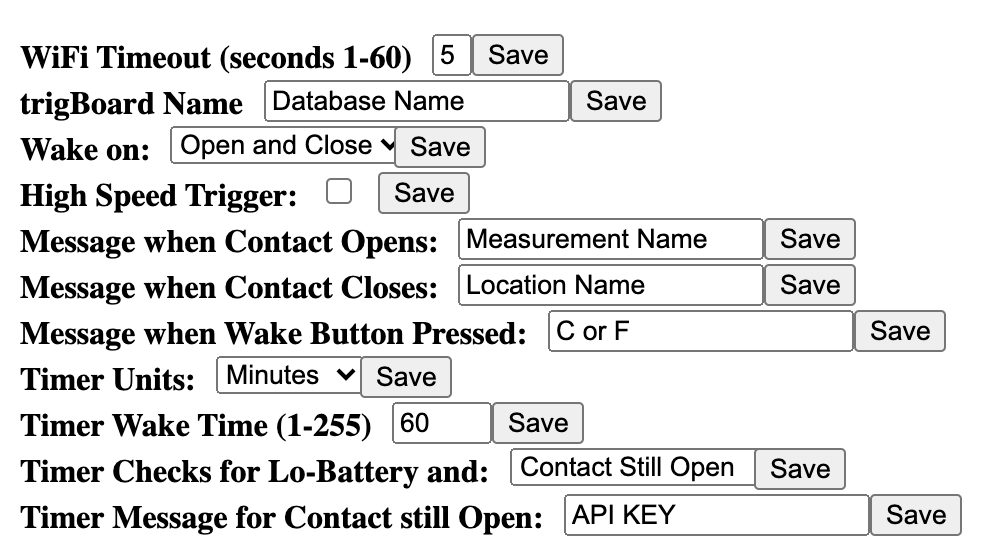 WiFi Timeout (seconds 1-60) 5 Save
trigBoard Name Database Name Save
Wake on: Open and Close Save
High Speed Trigger: Save
Message when Contact Opens: Measurement Name Save
Message when Contact Closes: Location Name Save
Message when Wake Button Pressed: C or F Save
Timer Units: Minutes Save
Timer Wake Time (1-255) 60 Save
Timer Checks for Lo-Battery and: Contact Still Open Save
Timer Message for Contact still Open: API KEY Save